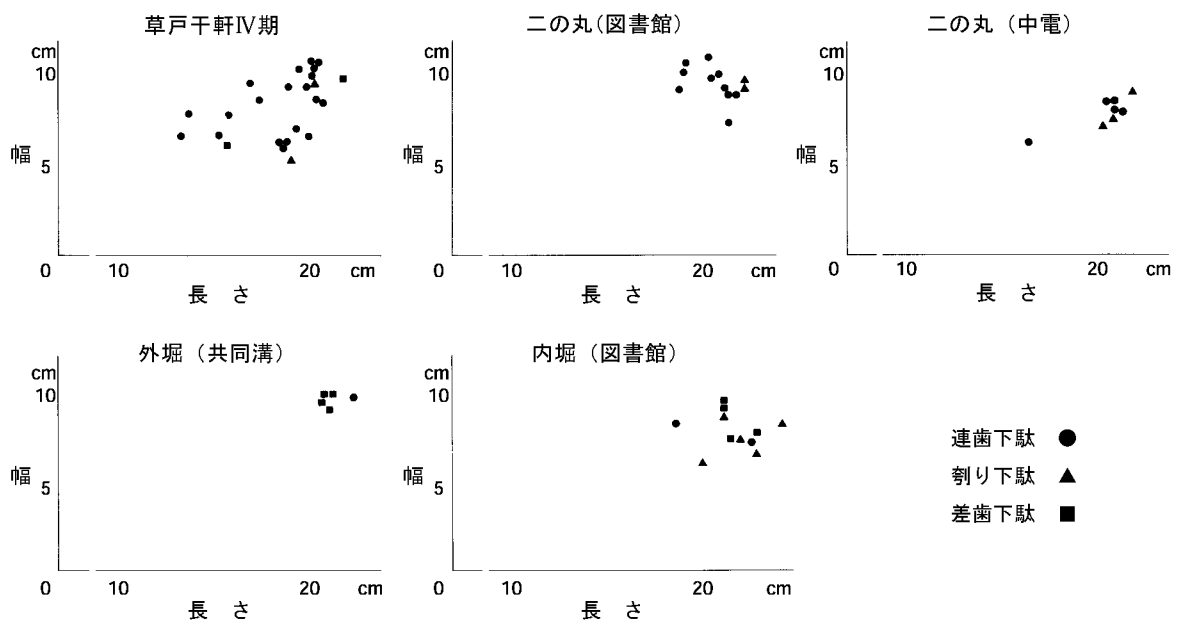 草戸千軒Ⅳ期
cm
10
幅
5
0
10
20
cm
長 さ
二の丸(図書館)
cm
10
幅
5
0
10
20
cm
長 さ
二の丸（中電）
cm
10
幅
5
0
10
20
cm
長 さ
外堀（共同溝）
cm
10
幅
5
0
10
20
cm
長 さ
内堀（図書館）
cm
10
幅
5
0
10
20
cm
長 さ
連歯下駄 ●
刳り下駄 ▲
差歯下駄 ■